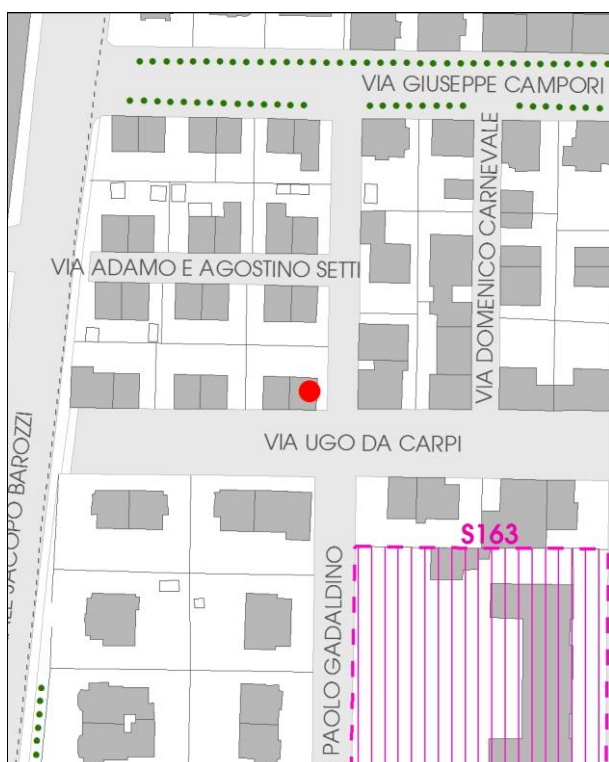 VIA GIUSEPPE CAMPORI
VIA DOMENICO CARNEVALE
VIA ADAMO E AGOSTINO SETTI
VIA UGO DA CARPI
JACOPO BAROZZI
S163
PAOLO GADALDINO